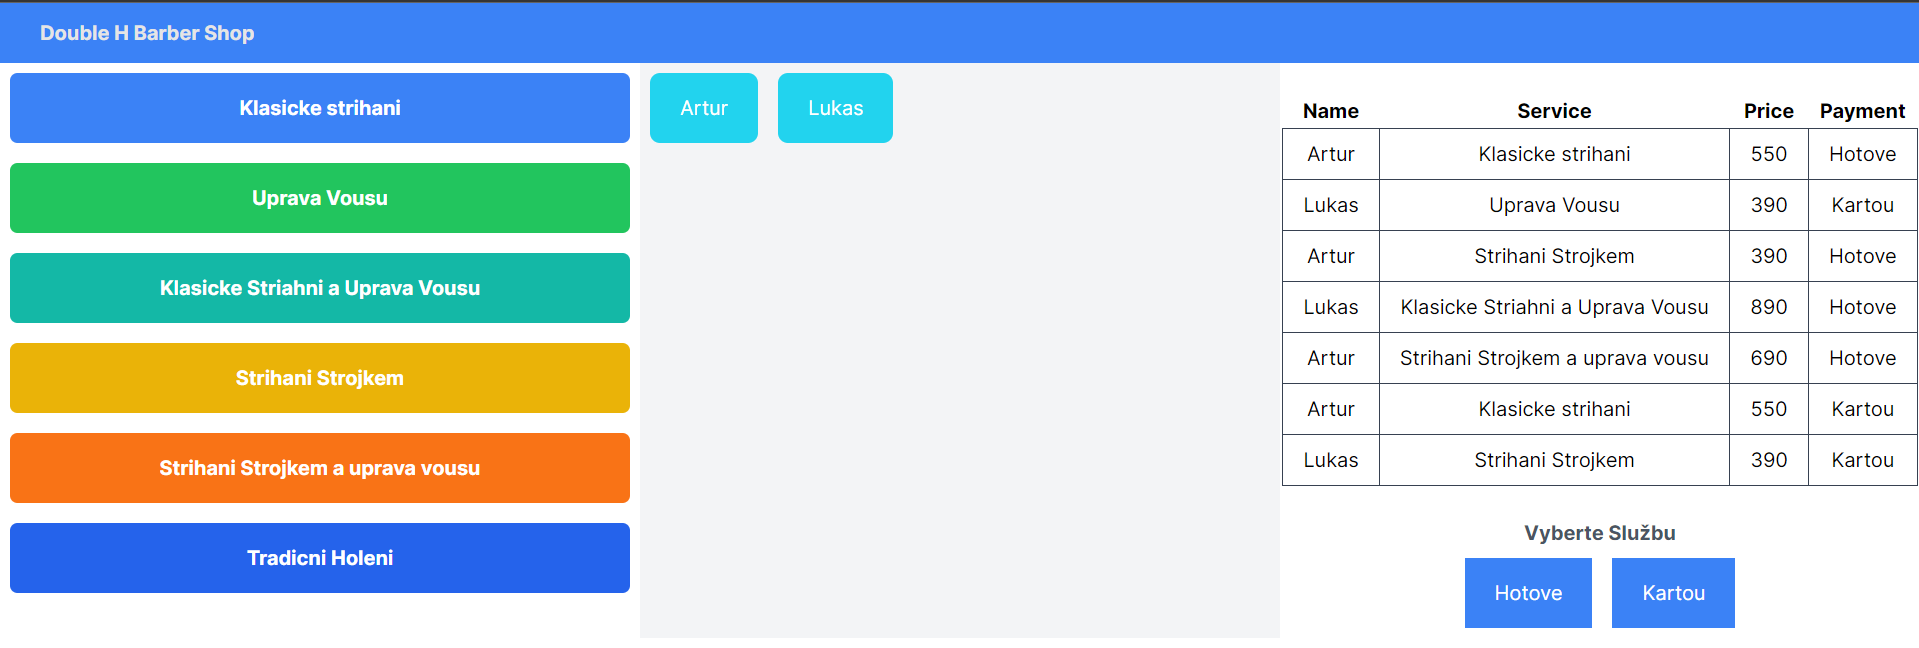 Double H Barber Shop
Klasicke strihani
Uprava Vousu
Klasicke Striahni a Uprava Vousu
Strihani Strojkem
Strihani Strojkem a uprava vousu
Tradicni Holeni
Artur Lukas
Name Service Price Payment
Artur Klasicke strihani 550 Hotove
Lukas Uprava Vousu 390 Kartou
Artur Strihani Strojkem 390 Hotove
Lukas Klasicke Striahni a Uprava Vousu 890 Hotove
Artur Strihani Strojkem a uprava vousu 690 Hotove
Artur Klasicke strihani 550 Kartou
Lukas Strihani Strojkem 390 Kartou
Vyberte Službu
Hotove Kartou